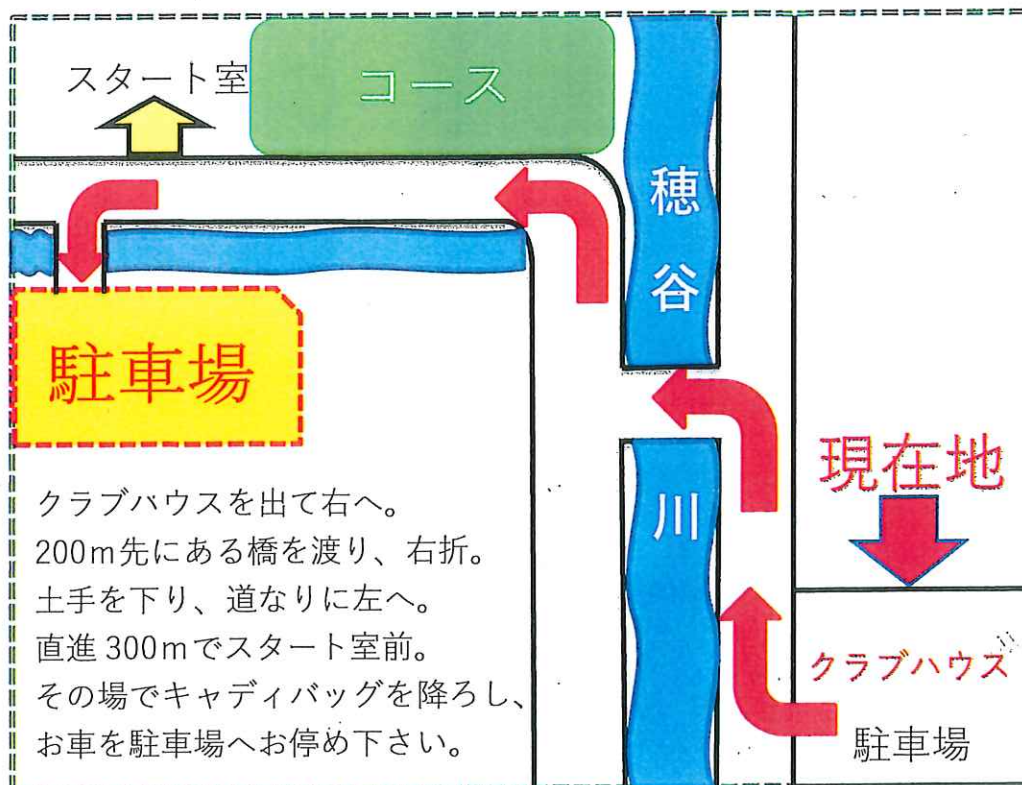 スタート室
コース
穂谷川
駐車場
現在地
クラブハウス
駐車場
クラブハウスを出て右へ。
200m先にある橋を渡り、右折。
土手を下り、道なりに左へ。
直進300mでスタート室前。
その場でキャディバッグを降ろし、
お車を駐車場へお停め下さい。